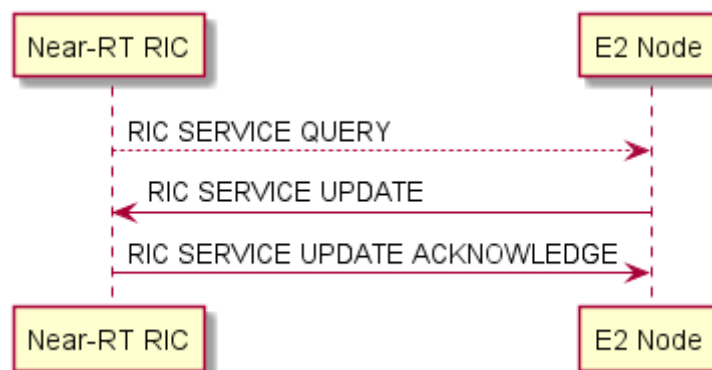 Near-RT RIC
E2 Node
RIC SERVICE QUERY
RIC SERVICE UPDATE
RIC SERVICE UPDATE ACKNOWLEDGE
Near-RT RIC
E2 Node